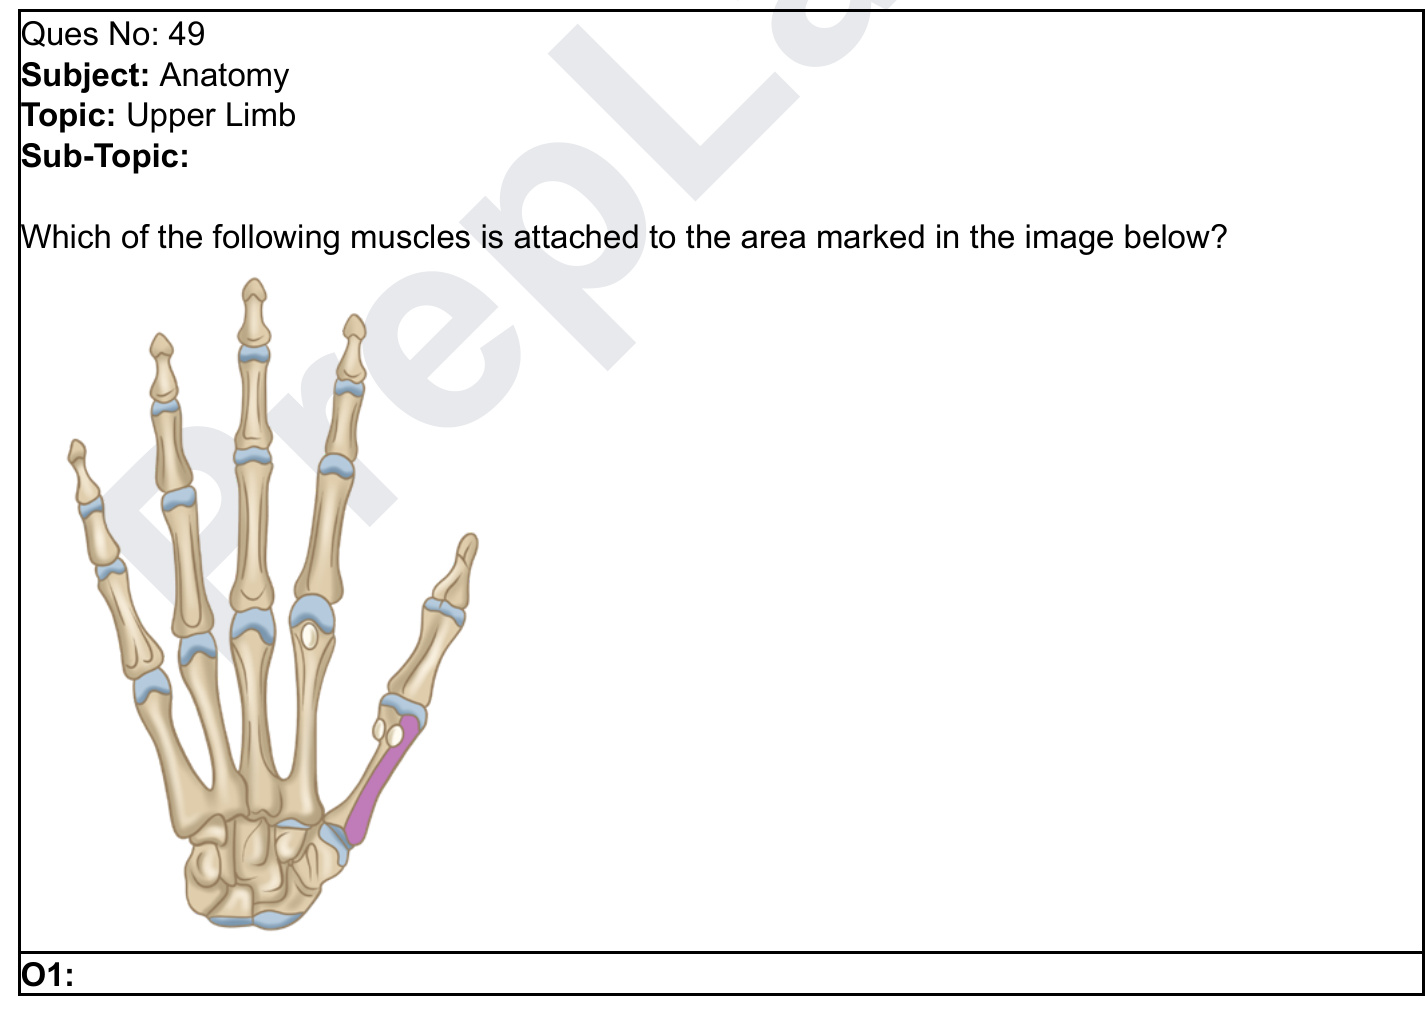 Ques No: 49
Subject: Anatomy
Topic: Upper Limb
Sub-Topic:
Which of the following muscles is attached to the area marked in the image below?
O1:
PrepLa